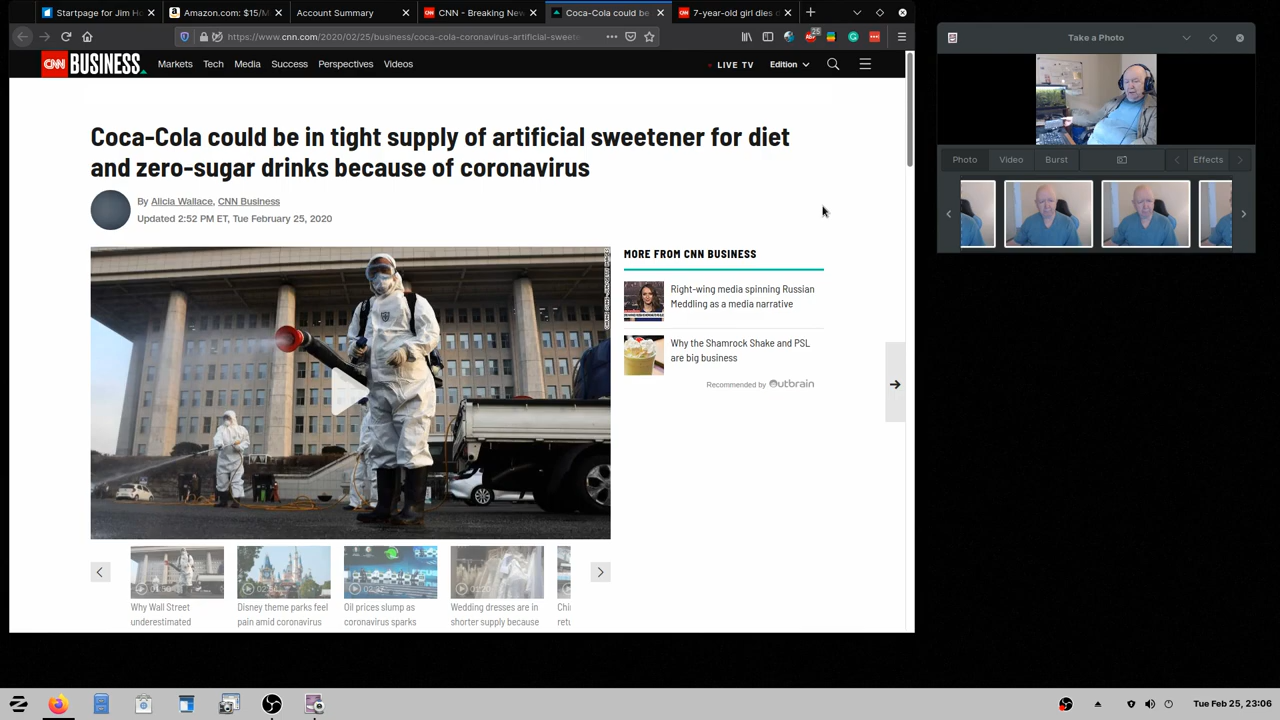 Startpage for Jim Ho
Amazon.com: $15/M
Account Summary
CNN - Breaking New
Coca-Cola could be
7-year-old girl dies o
https://www.cnn.com/2020/02/25/business/coca-cola-coronavirus-artificial-sweete
25
CNN BUSINESS
Markets Tech Media Success Perspectives Videos
LIVE TV Edition
Coca-Cola could be in tight supply of artificial sweetener for diet
and zero-sugar drinks because of coronavirus
By Alicia Wallace, CNN Business
Updated 2:52 PM ET, Tue February 25, 2020
MORE FROM CNN BUSINESS
Right-wing media spinning Russian
Meddling as a media narrative
Why the Shamrock Shake and PSL
are big business
Recommended by Outbrain
Why Wall Street
underestimated
Disney theme parks feel
pain amid coronavirus
Oil prices slump as
coronavirus sparks
Wedding dresses are in
shorter supply because
Chi
retu
Take a Photo
Photo Video Burst Effects
Tue Feb 25, 23:06